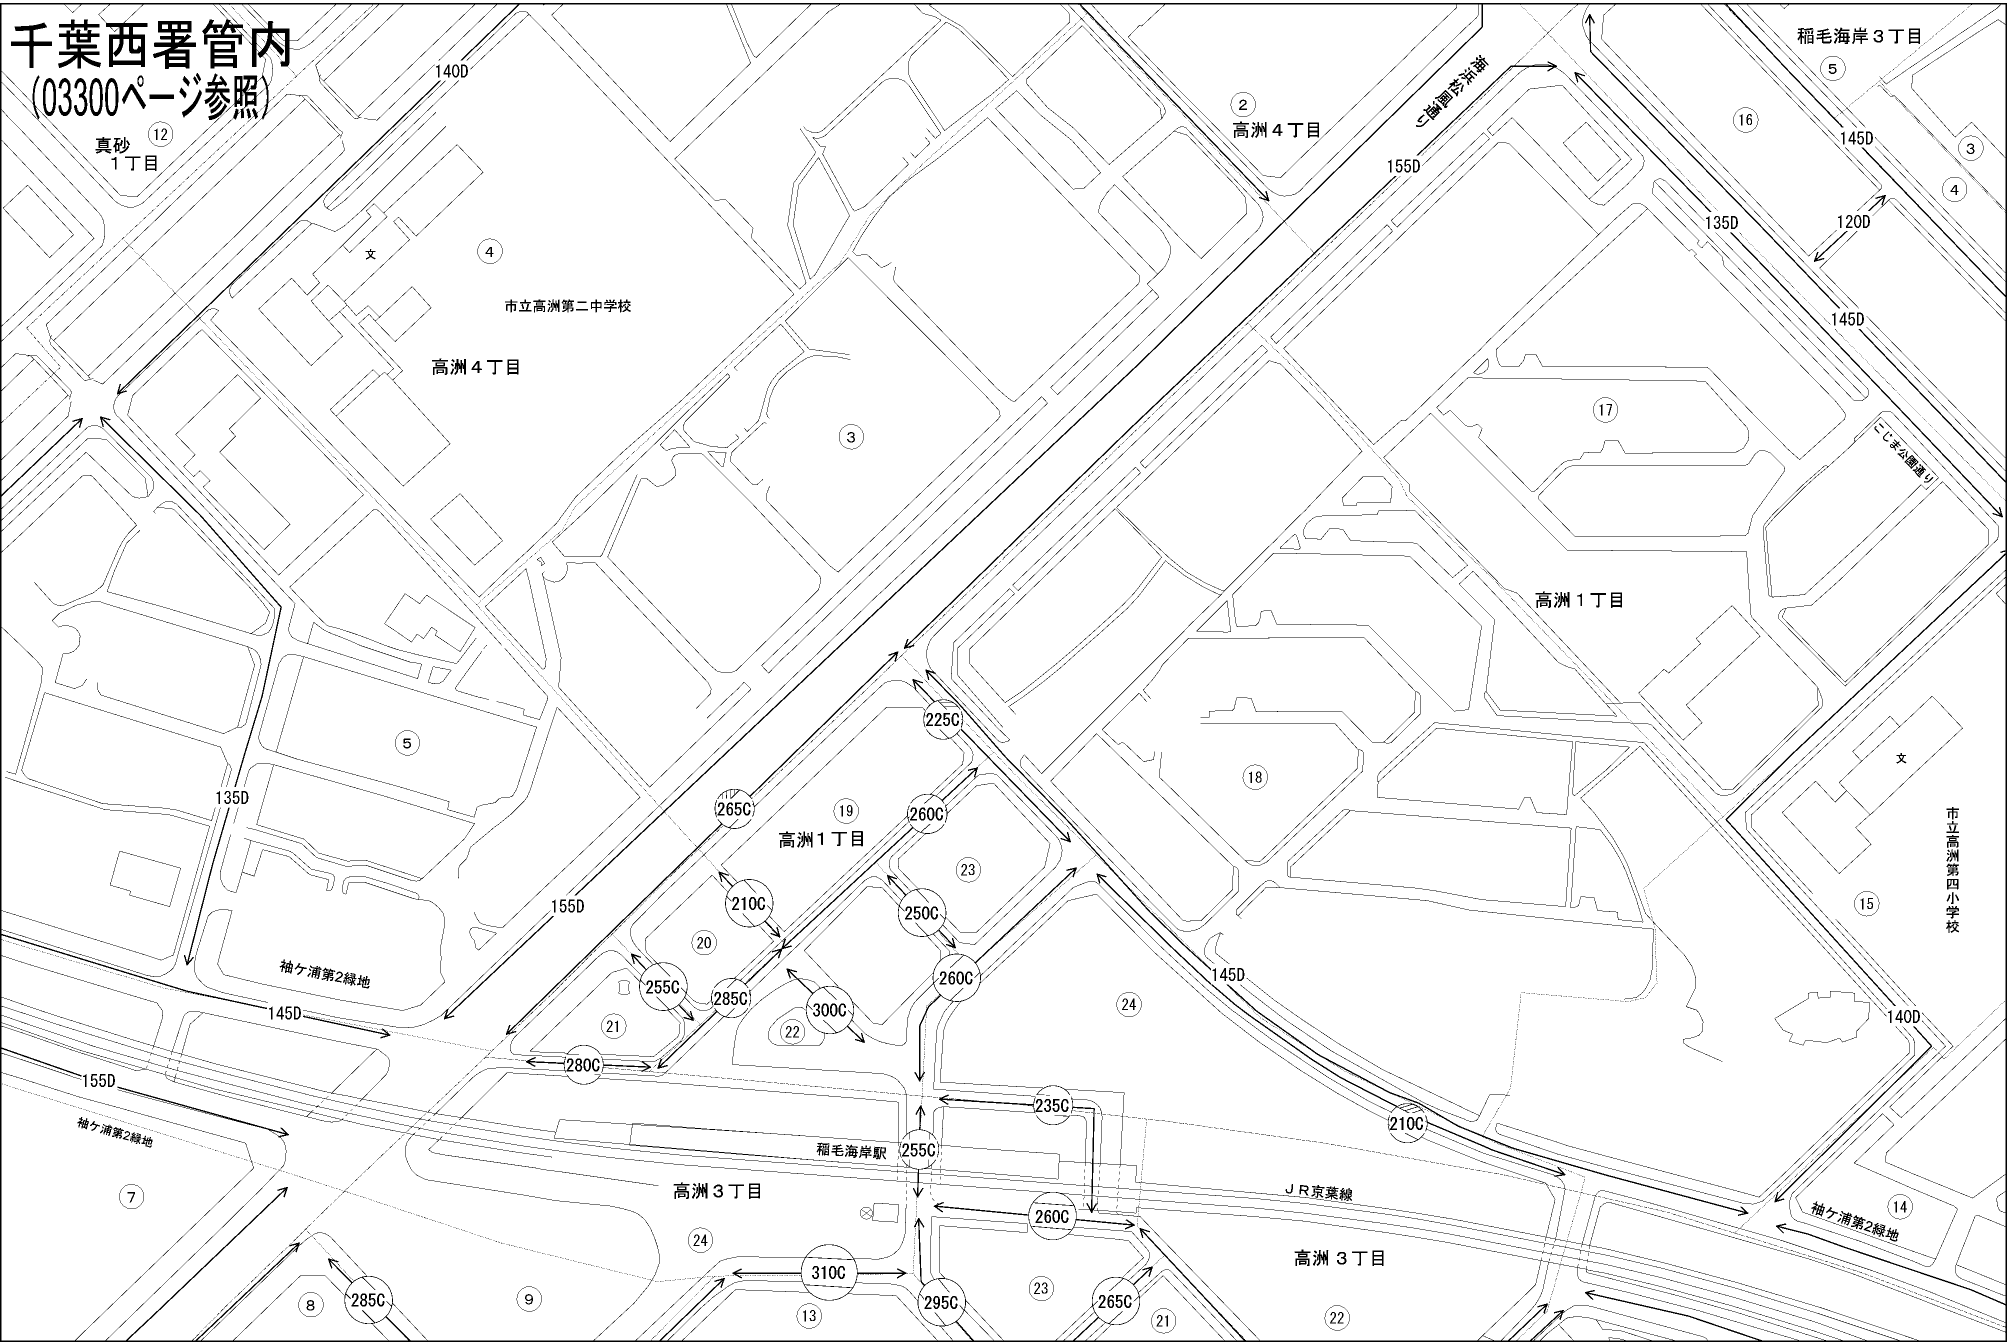 千葉西署管内
(03300ページ参照)
140D
稲毛海岸３丁目
⑤
海浜松風通り
②
高洲４丁目
⑯
145D
③
⑫
真砂
１丁目
155D
④
135D
120D
④
文
市立高洲第二中学校
145D
高洲４丁目
⑰
③
こじま公園通り
高洲１丁目
225C
⑤
文
⑱
135D
265C
⑲
260C
高洲１丁目
市立高洲第四小学校
㉓
210C
155D
250C
⑮
⑳
袖ケ浦第2緑地
145D
260C
255C
285C
300C
㉔
145D
140D
㉑
㉒
280C
155D
235C
210C
袖ケ浦第2緑地
255C
稲毛海岸駅
⑦
高洲３丁目
ＪＲ京葉線
260C
⑭
袖ケ浦第2緑地
㉔
高洲３丁目
310C
㉓
285C
⑧
⑨
295C
265C
⑬
㉑
㉒